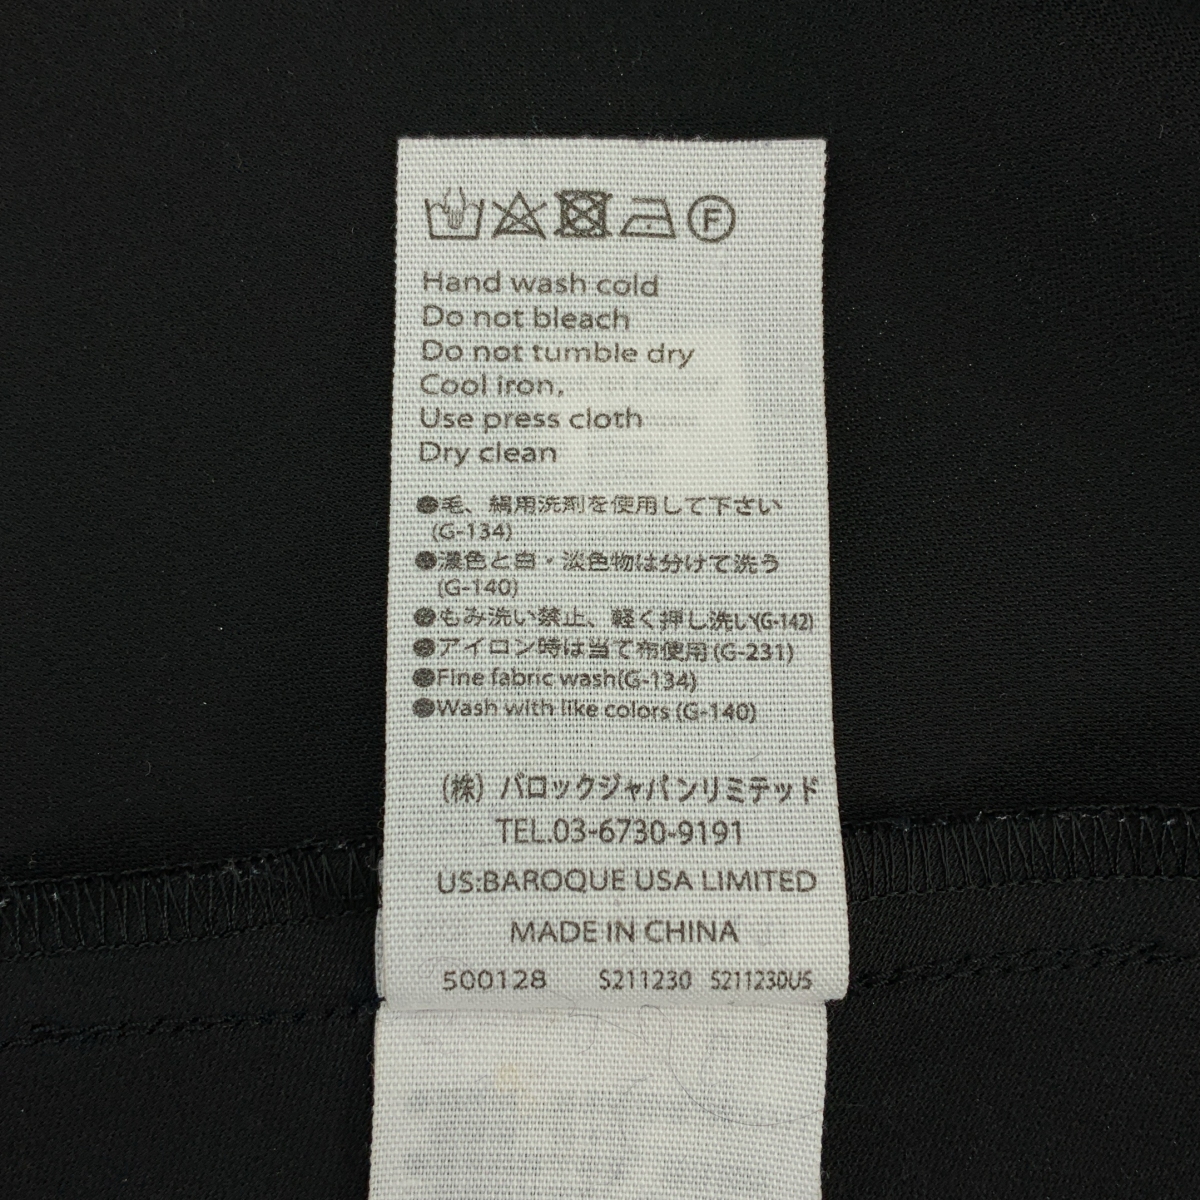 F
Hand wash cold
Do not bleach
Do not tumble dry
Cool iron,
Use press cloth
Dry clean
●毛、絹用洗剤を使用して下さい
(G-134)
●濃色と白・淡色物は分けて洗う
(G-140)
●もみ洗い禁止、軽く押し洗い(G-142)
●アイロン時は当て布使用(G-231)
●Fine fabric wash(G-134)
●Wash with like colors (G-140)
(株) バロックジャパンリミテッド
TEL.03-6730-9191
US:BAROQUE USA LIMITED
MADE IN CHINA
500128 S211230 S211230US